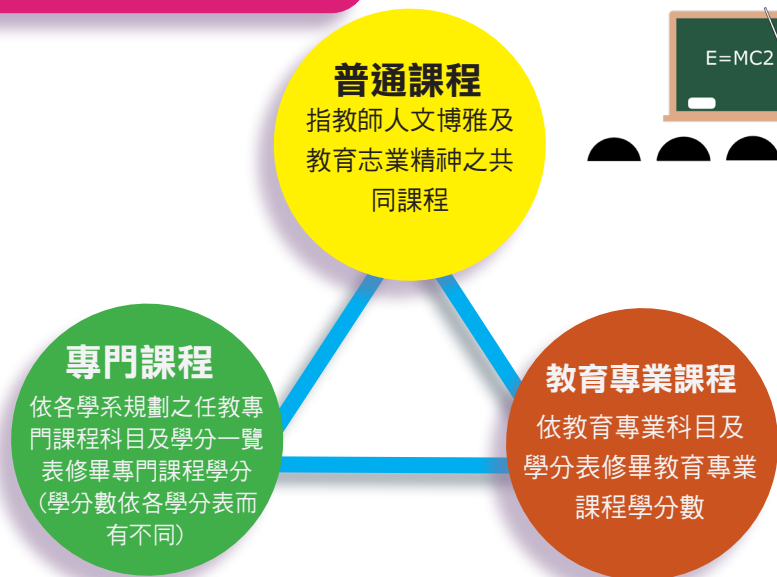 普通課程
指教師人文博雅及
教育志業精神之共
同課程
E=MC2
專門課程
依各學系規劃之任教專
門課程科目及學分一覽
表修畢專門課程學分
(學分數依各學分表而
有不同)
教育專業課程
依教育專業科目及
學分表修畢教育專業
課程學分數